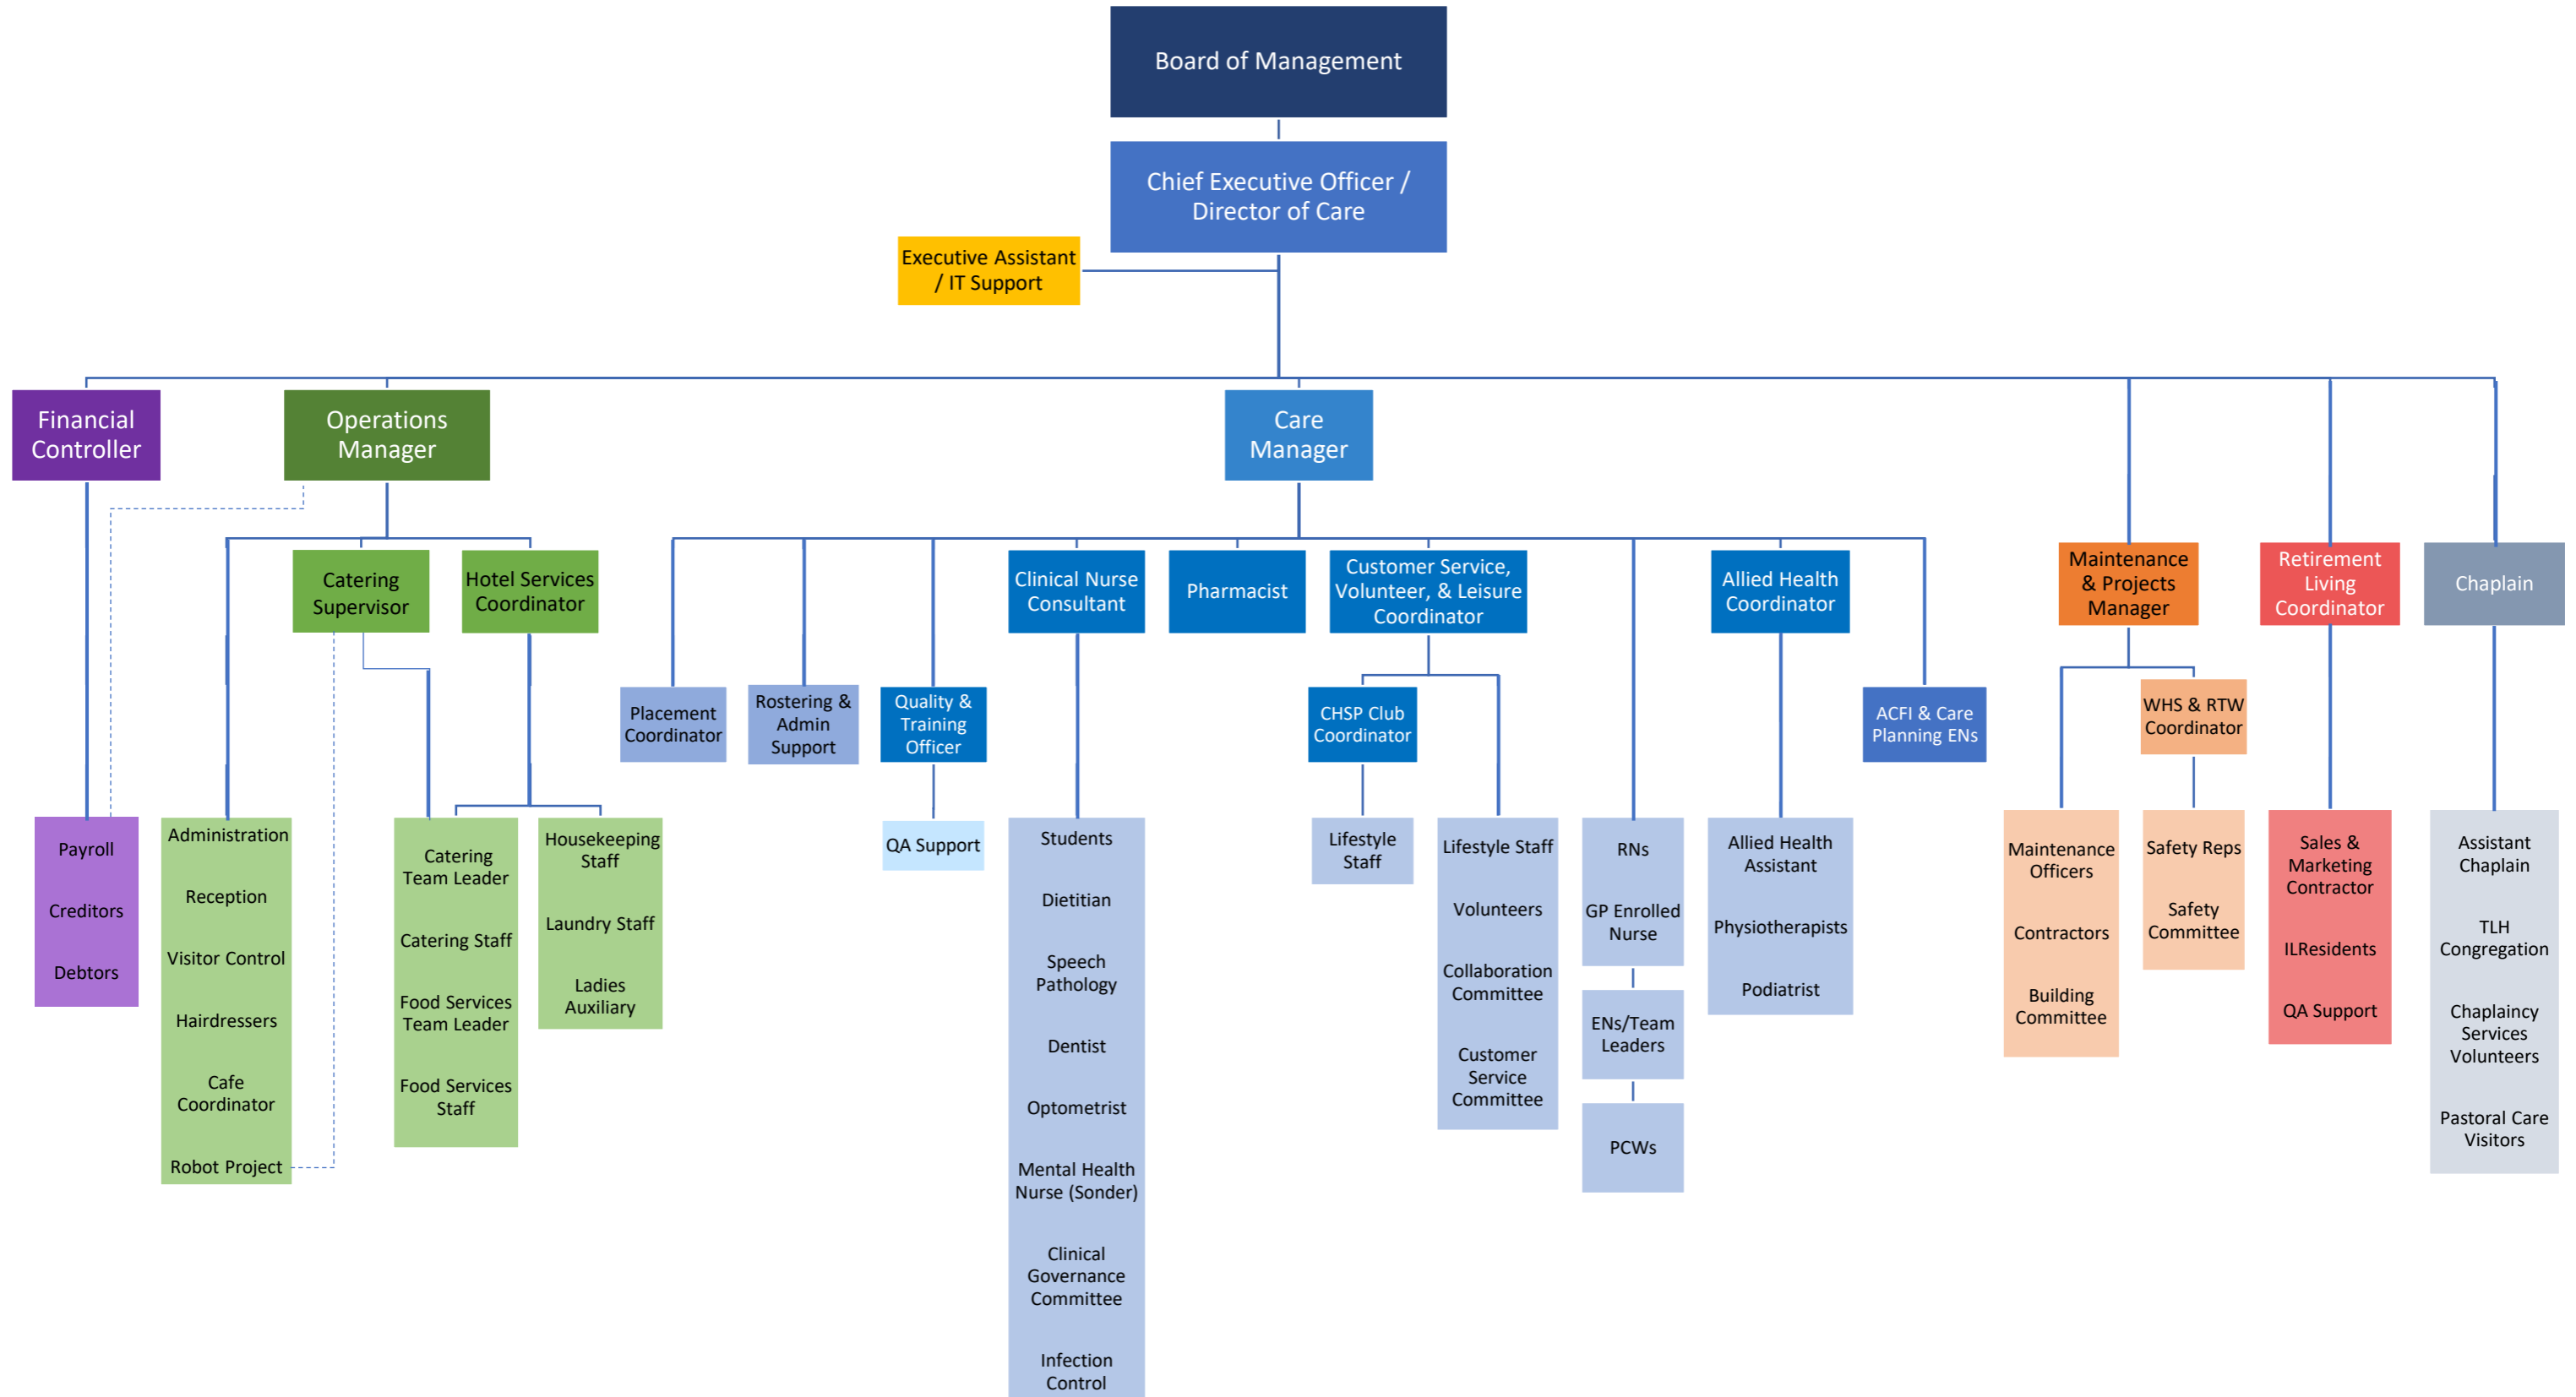 Board of Management
Chief Executive Officer /
Director of Care
Executive Assistant
/ IT Support
Financial
Controller
Operations
Manager
Care
Manager
Catering
Supervisor
Hotel Services
Coordinator
Clinical Nurse
Consultant
Pharmacist
Customer Service,
Volunteer, & Leisure
Coordinator
Allied Health
Coordinator
Maintenance
& Projects
Manager
Retirement
Living
Coordinator
Chaplain
Placement
Coordinator
Rostering &
Admin
Support
Quality &
Training
Officer
CHSP Club
Coordinator
ACFI & Care
Planning ENs
WHS & RTW
Coordinator
Payroll
Creditors
Debtors
Administration
Reception
Visitor Control
Hairdressers
Cafe
Coordinator
Robot Project
Catering
Team Leader
Catering Staff
Food Services
Team Leader
Food Services
Staff
Housekeeping
Staff
Laundry Staff
Ladies
Auxiliary
QA Support
Students
Dietitian
Speech
Pathology
Dentist
Optometrist
Mental Health
Nurse (Sonder)
Clinical
Governance
Committee
Infection
Control
Lifestyle
Staff
Lifestyle Staff
Volunteers
Collaboration
Committee
Customer
Service
Committee
RNs
GP Enrolled
Nurse
ENs/Team
Leaders
PCWs
Allied Health
Assistant
Physiotherapists
Podiatrist
Maintenance
Officers
Contractors
Building
Committee
Safety Reps
Safety
Committee
Sales &
Marketing
Contractor
ILResidents
QA Support
Assistant
Chaplain
TLH
Congregation
Chaplaincy
Services
Volunteers
Pastoral Care
Visitors